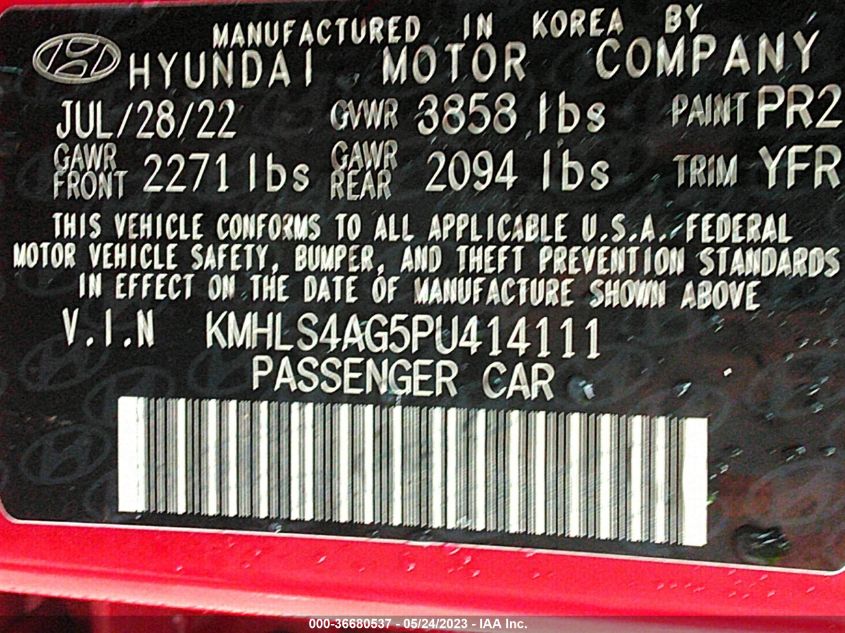 MANUFACTURED IN KOREA BY
HYUNDAI MOTOR COMPANY
JUL/28/22 GVWR 3858 lbs PAINT PR2
GAWR FRONT 2271 lbs GAWR REAR 2094 lbs TRIM YFR
THIS VEHICLE CONFORMS TO ALL APPLICABLE U.S.A. FEDERAL
MOTOR VEHICLE SAFETY, BUMPER, AND THEFT PREVENTION STANDARDS
IN EFFECT ON THE DATE OF MANUFACTURE SHOWN ABOVE
V.I.N KMHLS4AG5PU414111
PASSENGER CAR
000-36680537 - 05/24/2023 - IAA Inc.